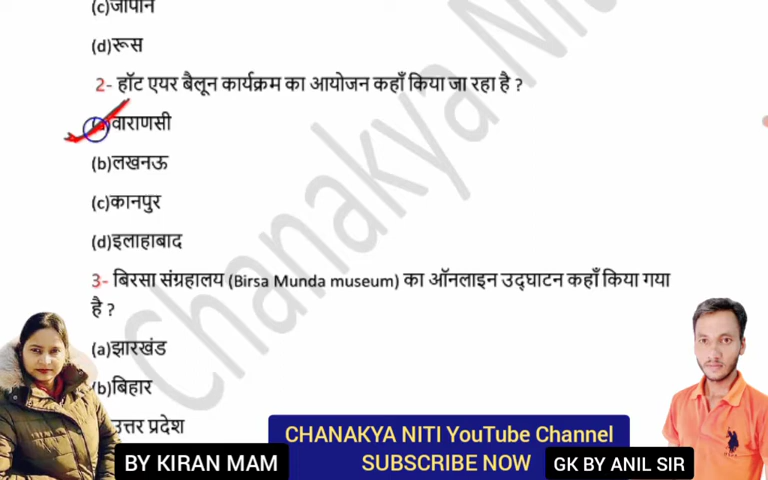 (c)जापान
(d)रूस
2- हॉट एयर बैलून कार्यक्रम का आयोजन कहाँ किया जा रहा है ?
(a)वाराणसी
(b)लखनऊ
(c)कानपुर
(d)इलाहाबाद
3- बिरसा संग्रहालय (Birsa Munda museum) का ऑनलाइन उद्घाटन कहाँ किया गया
है ?
(a)झारखंड
(b)बिहार
उत्तर प्रदेश
Chanakya Niti
CHANAKYA NITI YouTube Channel
SUBSCRIBE NOW
BY KIRAN MAM
GK BY ANIL SIR